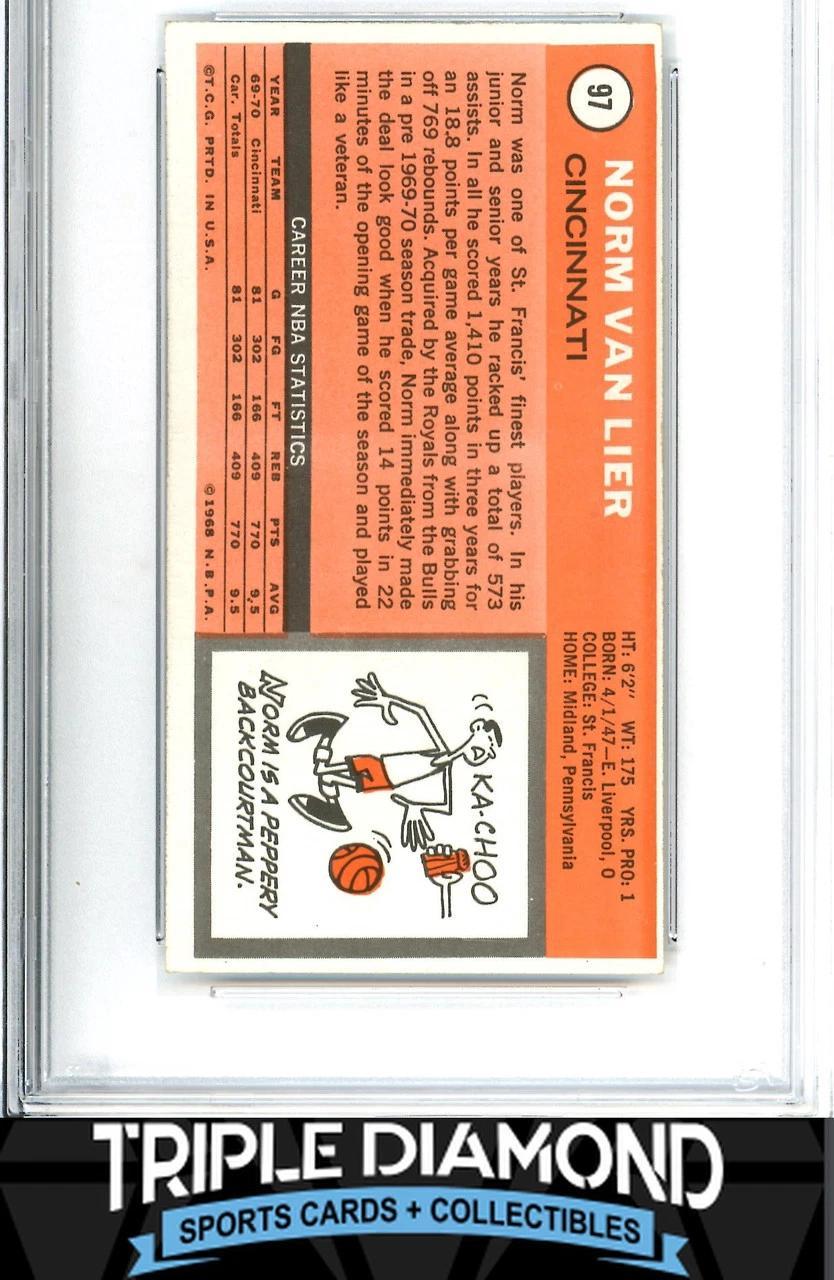 97
NORM VAN LIER
CINCINNATI
HT: 6'2" WT: 175 YRS. PRO: 1
BORN: 4/1/47—E. Liverpool, O
COLLEGE: St. Francis
HOME: Midland, Pennsylvania
Norm was one of St. Francis' finest players. In his
junior and senior years he racked up a total of 573
assists. In all he scored 1,410 points in three years for
an 18.8 points per game average along with grabbing
off 769 rebounds. Acquired by the Royals from the Bulls
in a pre 1969-70 season trade, Norm immediately made
the deal look good when he scored 14 points in 22
minutes of the opening game of the season and played
like a veteran.
CAREER NBA STATISTICS
YEAR TEAM G FG FT REB PTS AVG
69-70 Cincinnati 81 302 166 409 770 9.5
Car. Totals 81 302 166 409 770 9.5
©T.C.G. PRTD. IN U.S.A. ©1968 N.B.P.A.
KA-CHOO
NORM IS A PEPPERY
BACKCOURTMAN.
TRIPLE DIAMOND
SPORTS CARDS + COLLECTIBLES